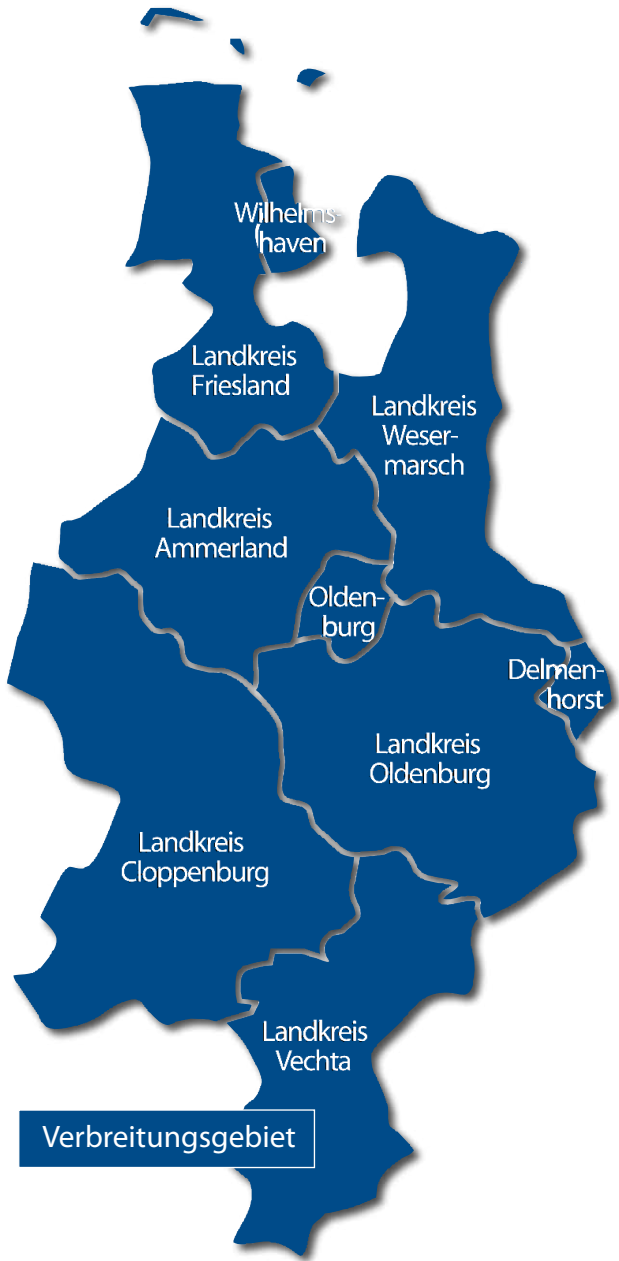 Wilhelms-
haven
Landkreis
Friesland
Landkreis
Weser-
marsch
Landkreis
Ammerland
Olden-
burg
Delmen-
horst
Landkreis
Oldenburg
Landkreis
Cloppenburg
Landkreis
Vechta
Verbreitungsgebiet